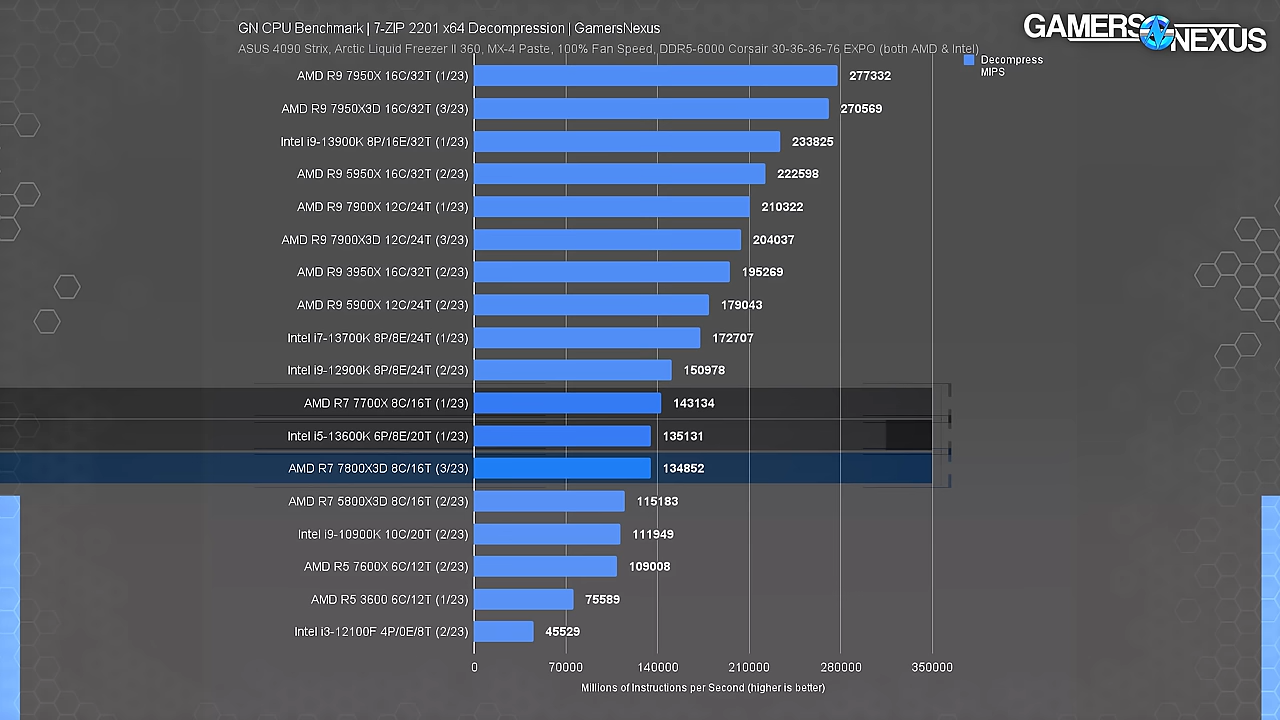 GN CPU Benchmark | 7-ZIP 2201 x64 Decompression | GamersNexus
GAMERS NEXUS
ASUS 4090 Strix, Arctic Liquid Freezer II 360, MX-4 Paste, 100% Fan Speed, DDR5-6000 Corsair 30-36-36-76 EXPO (both AMD & Intel)
Decompress
MIPS
AMD R9 7950X 16C/32T (1/23) 277332
AMD R9 7950X3D 16C/32T (3/23) 270569
Intel i9-13900K 8P/16E/32T (1/23) 233825
AMD R9 5950X 16C/32T (2/23) 222598
AMD R9 7900X 12C/24T (1/23) 210322
AMD R9 7900X3D 12C/24T (3/23) 204037
AMD R9 3950X 16C/32T (2/23) 195269
AMD R9 5900X 12C/24T (2/23) 179043
Intel i7-13700K 8P/8E/24T (1/23) 172707
Intel i9-12900K 8P/8E/24T (2/23) 150978
AMD R7 7700X 8C/16T (1/23) 143134
Intel i5-13600K 6P/8E/20T (1/23) 135131
AMD R7 7800X3D 8C/16T (3/23) 134852
AMD R7 5800X3D 8C/16T (2/23) 115183
Intel i9-10900K 10C/20T (2/23) 111949
AMD R5 7600X 6C/12T (2/23) 109008
AMD R5 3600 6C/12T (1/23) 75589
Intel i3-12100F 4P/0E/8T (2/23) 45529
0 70000 140000 210000 280000 350000
Millions of Instructions per Second (higher is better)